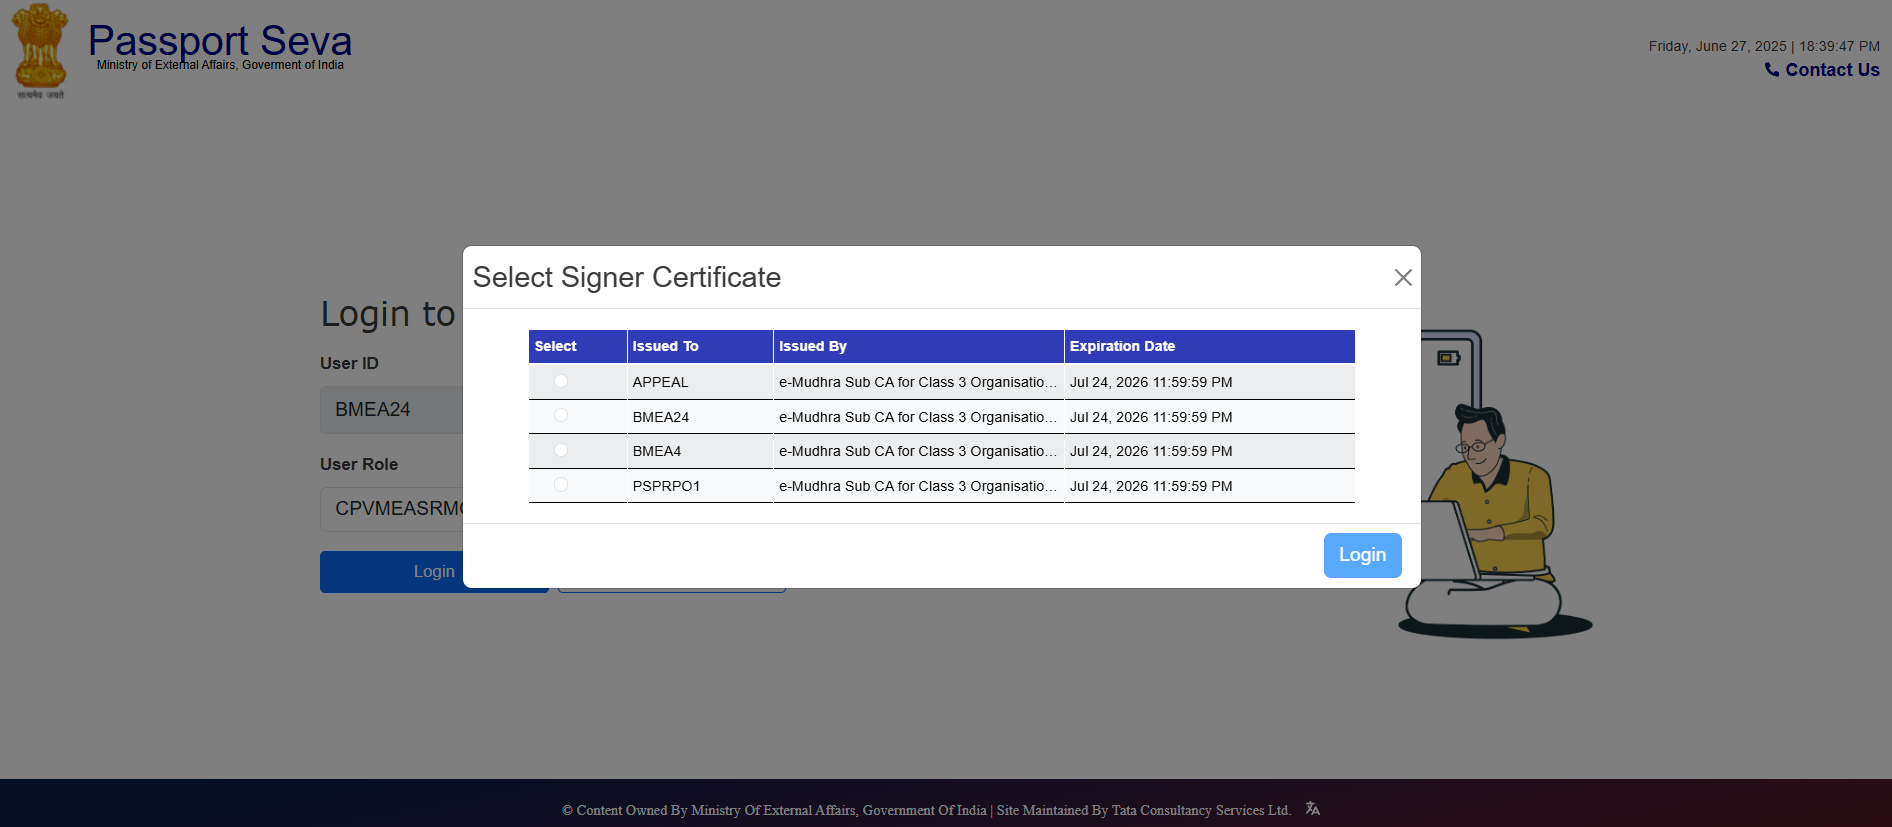 Passport Seva
Ministry of External Affairs, Goverment of India
सत्यमेव जयते
Friday, June 27, 2025 | 18:39:47 PM
Contact Us
Select Signer Certificate
Select Issued To Issued By Expiration Date
APPEAL e-Mudhra Sub CA for Class 3 Organisatio... Jul 24, 2026 11:59:59 PM
BMEA24 e-Mudhra Sub CA for Class 3 Organisatio... Jul 24, 2026 11:59:59 PM
BMEA4 e-Mudhra Sub CA for Class 3 Organisatio... Jul 24, 2026 11:59:59 PM
PSPRPO1 e-Mudhra Sub CA for Class 3 Organisatio... Jul 24, 2026 11:59:59 PM
Login
Login to
User ID
BMEA24
User Role
CPVMEASRM
Login
© Content Owned By Ministry Of External Affairs, Government Of India | Site Maintained By Tata Consultancy Services Ltd.